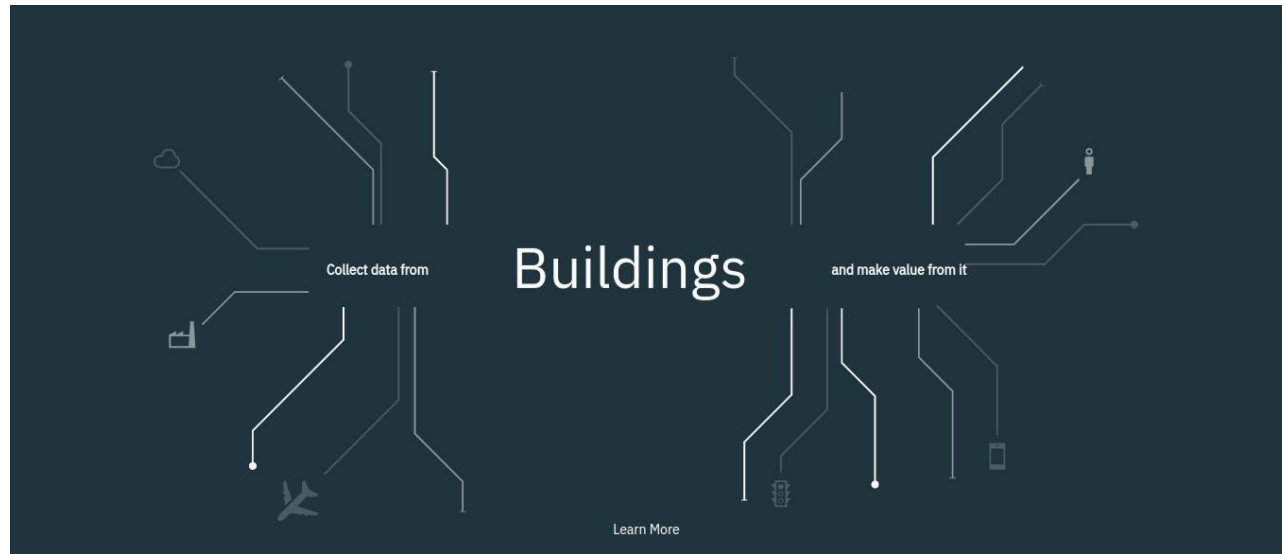 Collect data from
Buildings
and make value from it
Learn More